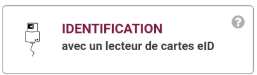 IDENTIFICATION
?
avec un lecteur de cartes eID